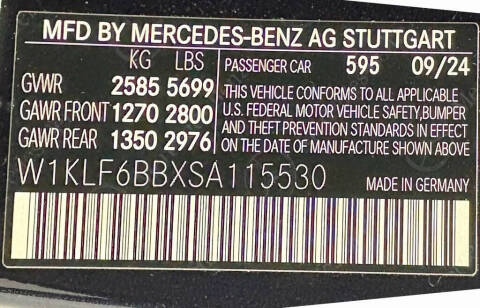 MFD BY MERCEDES-BENZ AG STUTTGART
KG LBS PASSENGER CAR 595 09/24
GVWR 2585 5699
GAWR FRONT 1270 2800
GAWR REAR 1350 2976
THIS VEHICLE CONFORMS TO ALL APPLICABLE
U.S. FEDERAL MOTOR VEHICLE SAFETY,BUMPER
AND THEFT PREVENTION STANDARDS IN EFFECT
ON THE DATE OF MANUFACTURE SHOWN ABOVE
W1KLF6BBXSA115530 MADE IN GERMANY